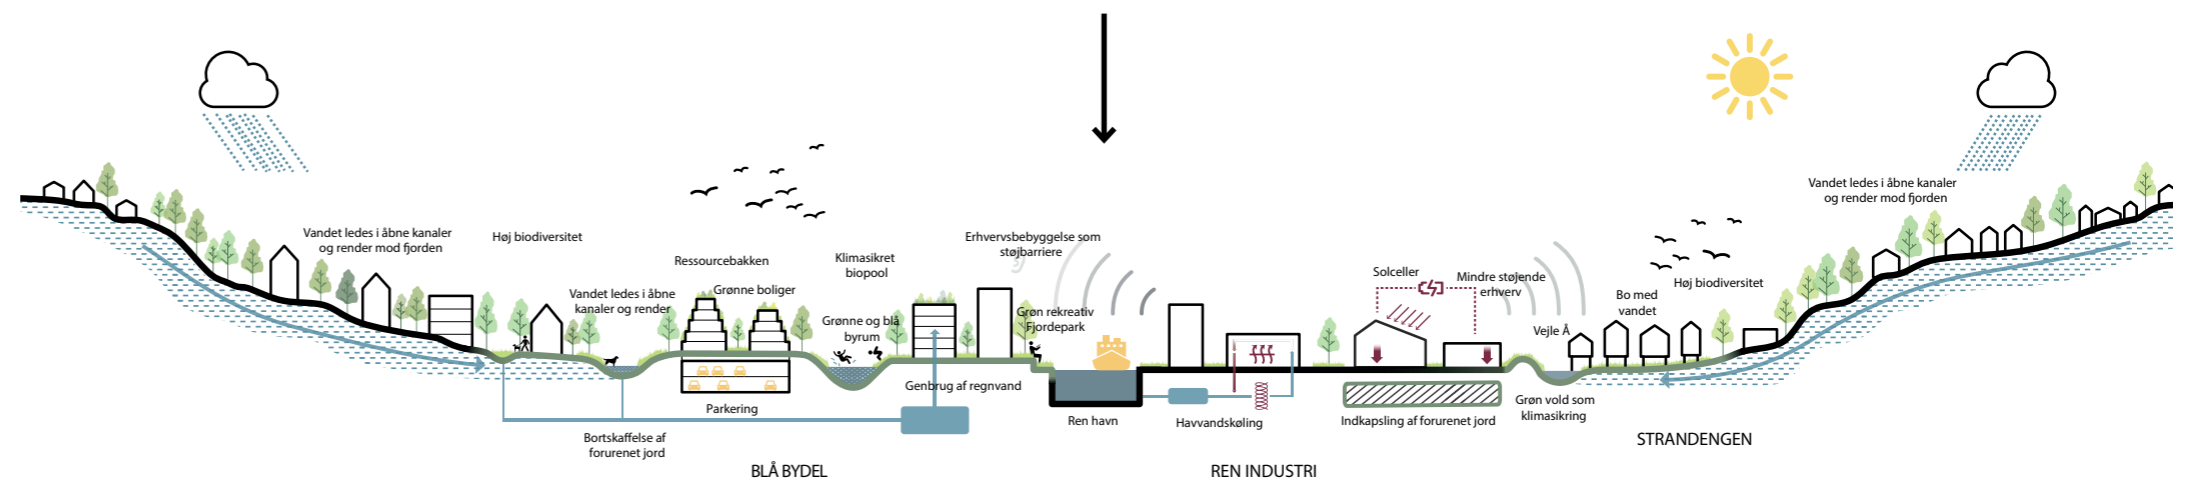 Vandet ledes i åbne kanaler
og render mod fjorden
Høj biodiversitet
Vandet ledes i åbne
kanaler og render
Bortskaffelse af
forurenet jord
Ressourcebakken
Grønne boliger
Parkering
BLÅ BYDEL
Klimasikret
biopool
Grønne og blå
byrum
Genbrug af regnvand
Erhvervsbebyggelse som
støjbarriere
Grøn rekreativ
Fjordepark
Ren havn
Havvandskøling
REN INDUSTRI
Solceller
Mindre støjende
erhverv
Indkapsling af forurenet jord
Vejle Å
Grøn vold som
klimasikring
Bo med
vandet
Høj biodiversitet
STRANDENGEN
Vandet ledes i åbne kanaler
og render mod fjorden